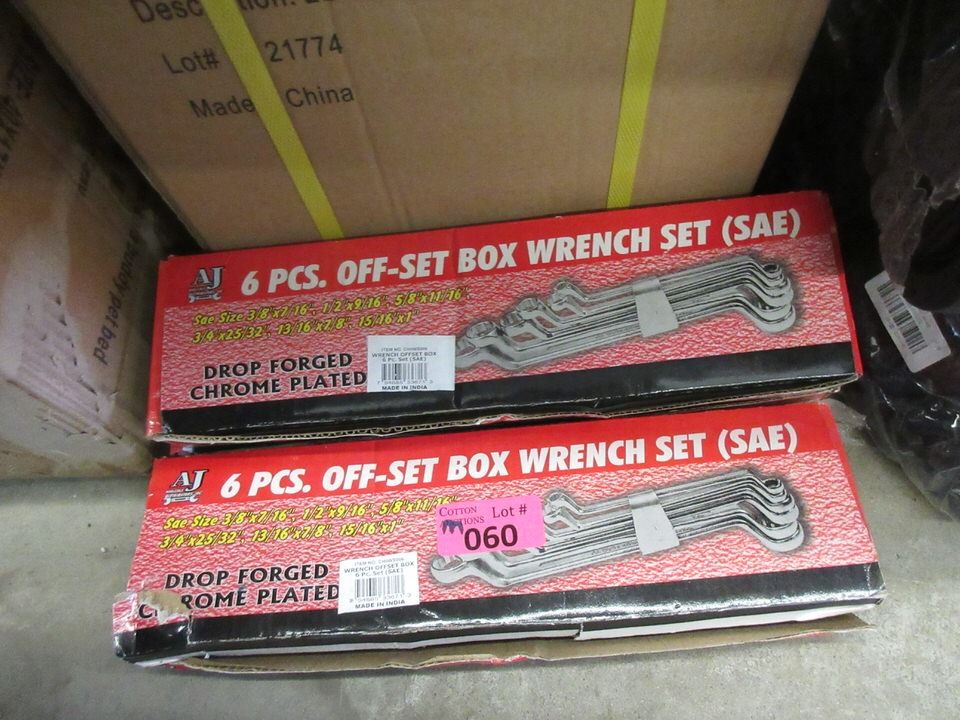 Lot# 21774
Made China
buddy pet bed
AJ
6 PCS. OFF-SET BOX WRENCH SET (SAE)
Sae Size 3/8"x7/16", 1/2"x9/16", 5/8"x11/16"
3/4"x25/32", 13/16"x7/8", 15/16"x1"
DROP FORGED
CHROME PLATED
WRENCH OFFSET BOX
6 Pc. Set (SAE)
MADE IN INDIA
AJ
6 PCS. OFF-SET BOX WRENCH SET (SAE)
Sae Size 3/8"x7/16", 1/2"x9/16", 5/8"x11/16"
3/4"x25/32", 13/16"x7/8", 15/16"x1"
COTTON Lot #
060
DROP FORGED
CHROME PLATED
WRENCH OFFSET BOX
6 Pc. Set (SAE)
MADE IN INDIA